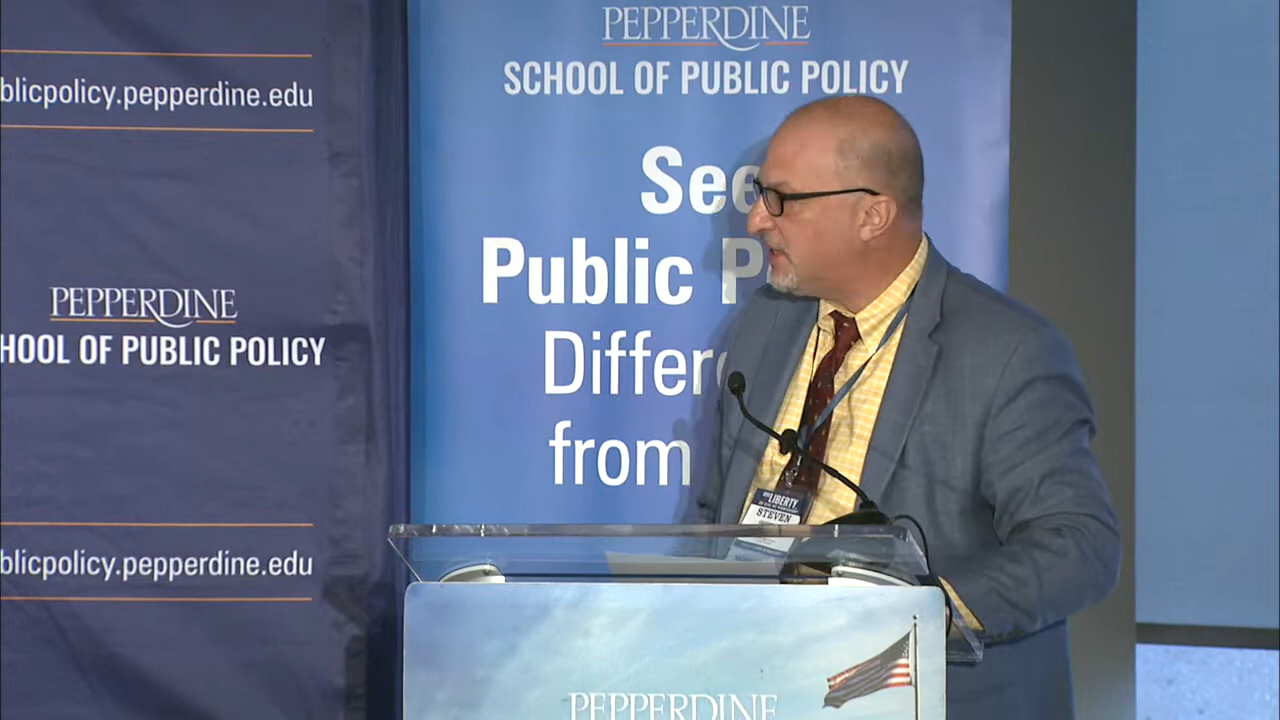 blicpolicy.pepperdine.edu
PEPPERDINE
HOOL OF PUBLIC POLICY
blicpolicy.pepperdine.edu
PEPPERDINE
SCHOOL OF PUBLIC POLICY
See
Public P
Differe
from
LIBERTY
STEVEN
PEPPERDINE